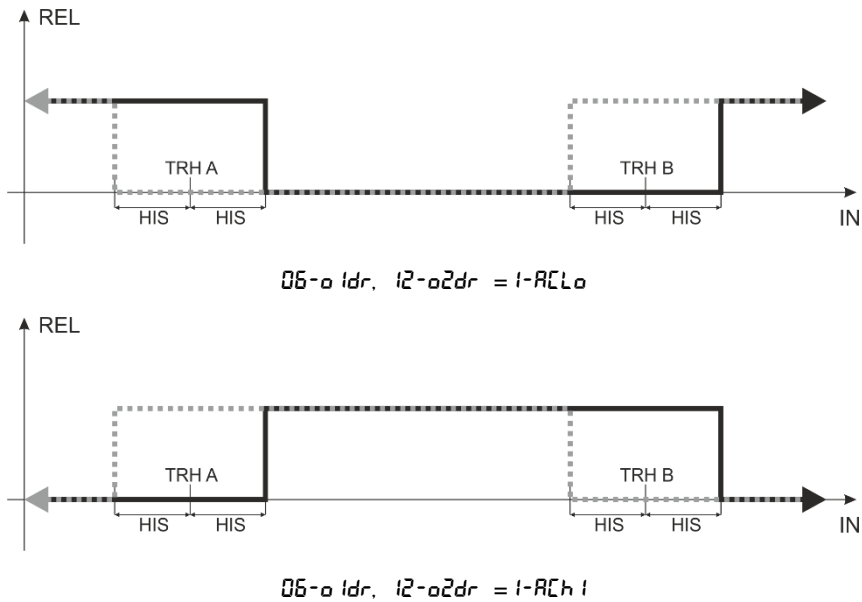 REL
TRH A
TRH B
HIS HIS HIS HIS
IN
06-o1dr, 12-o2dr = 1-ACLo
REL
TRH A
TRH B
HIS HIS HIS HIS
IN
06-o1dr, 12-o2dr = 1-ACh1